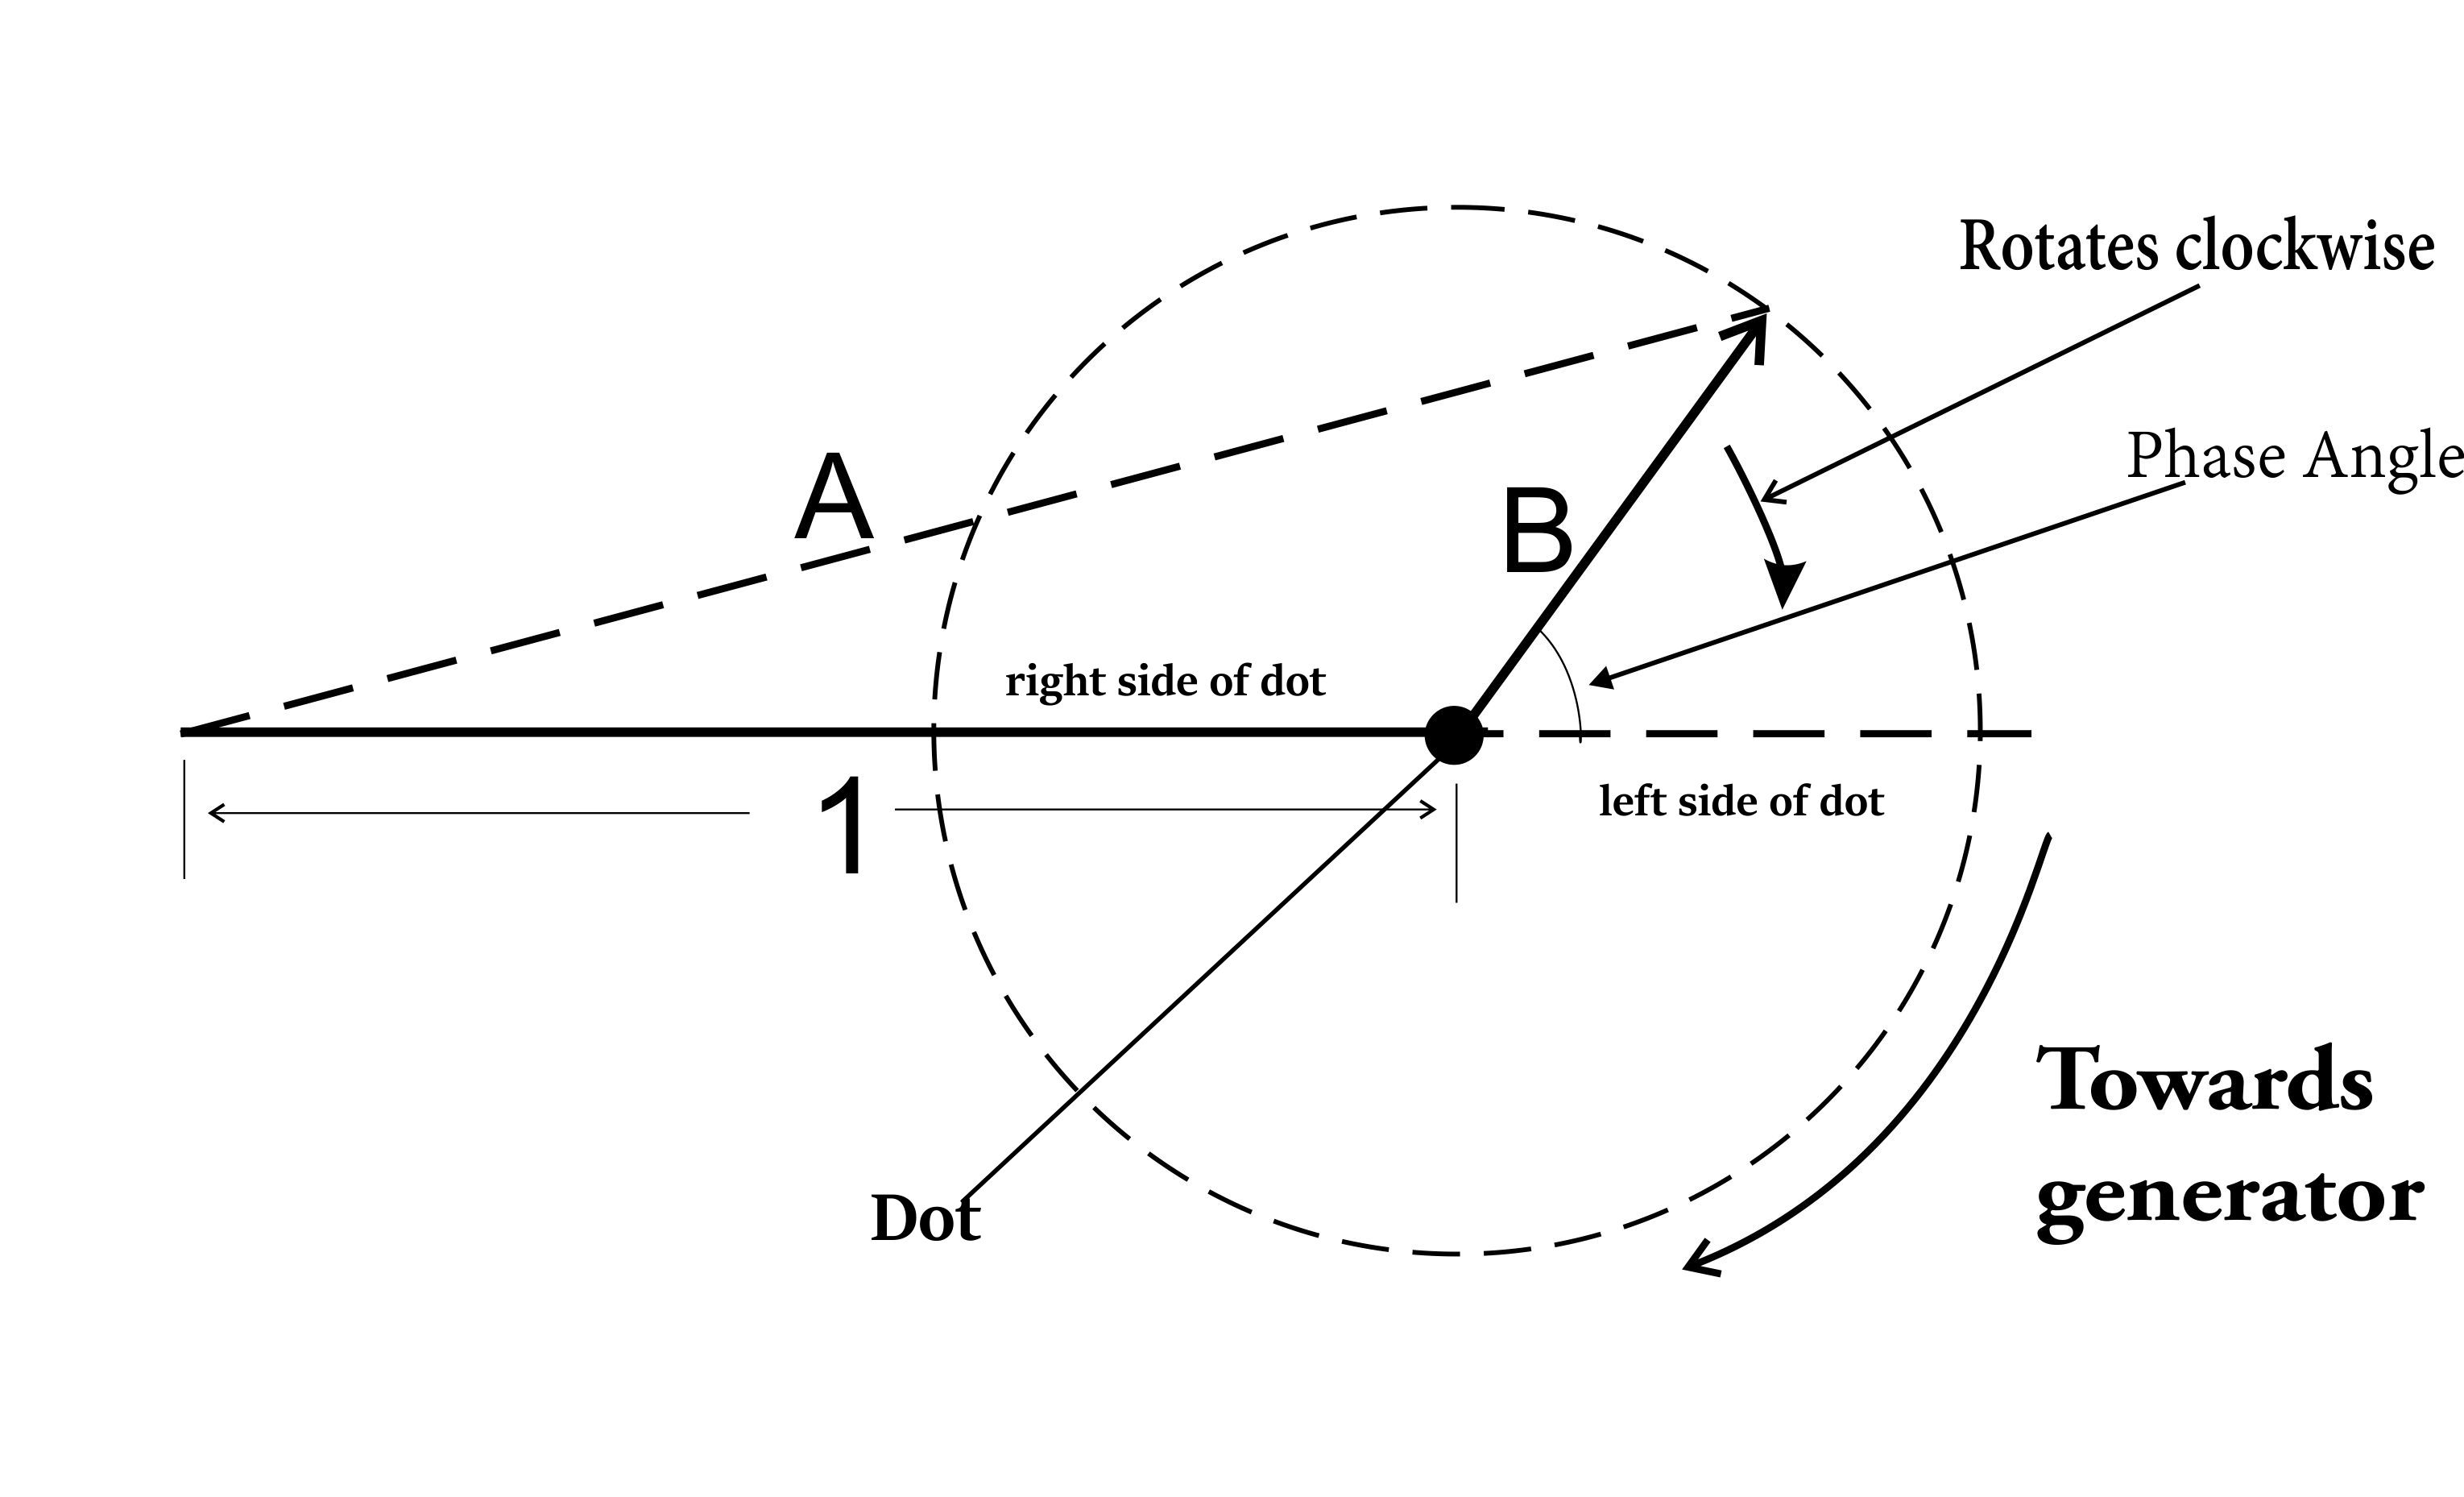 Rotates clockwise
Phase Angle
A
B
right side of dot
left side of dot
1
Towards
generator
Dot